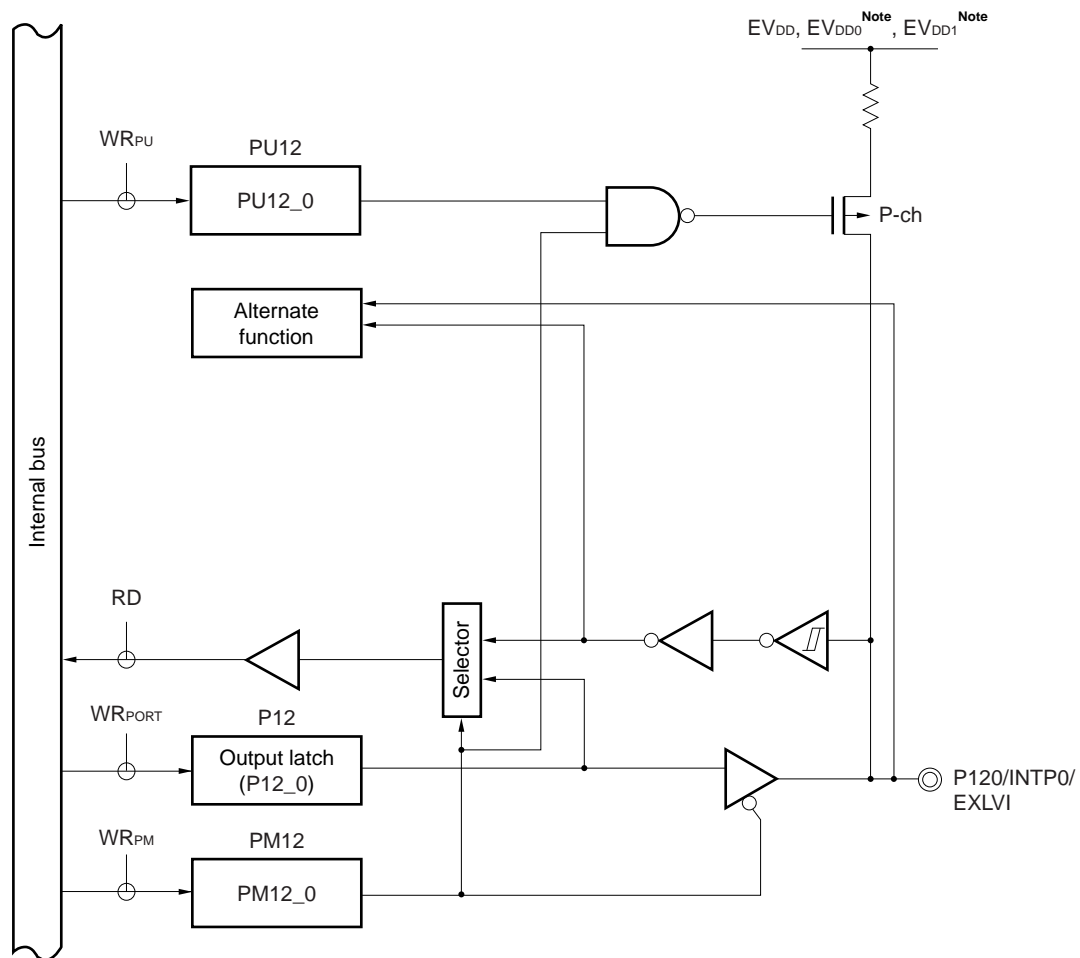 EVDD, EVDD0Note, EVDD1Note
WRPU
PU12
PU12_0
P-ch
Alternate
function
Internal bus
RD
Selector
WRPORT
P12
Output latch
(P12_0)
P120/INTP0/
EXLVI
WRPM
PM12
PM12_0